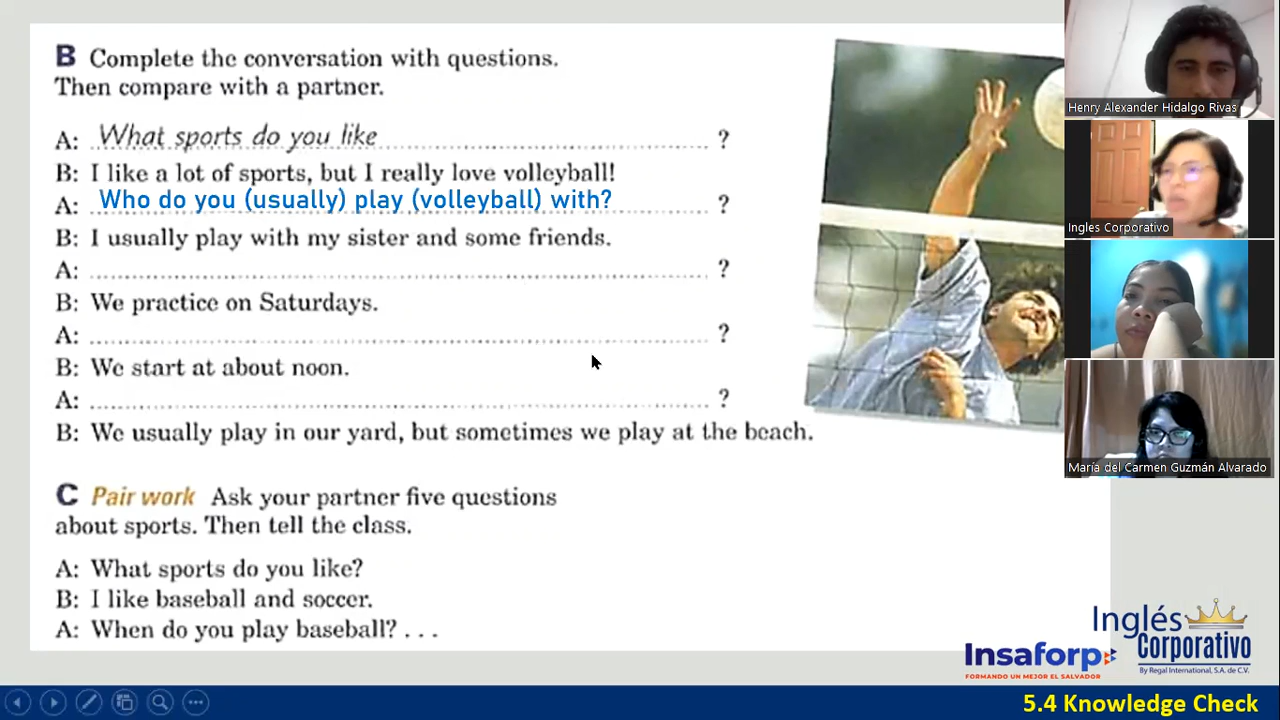 B Complete the conversation with questions.
Then compare with a partner.
A: What sports do you like ?
B: I like a lot of sports, but I really love volleyball!
A: Who do you (usually) play (volleyball) with? ?
B: I usually play with my sister and some friends.
A: ?
B: We practice on Saturdays.
A: ?
B: We start at about noon.
A: ?
B: We usually play in our yard, but sometimes we play at the beach.
C Pair work Ask your partner five questions
about sports. Then tell the class.
A: What sports do you like?
B: I like baseball and soccer.
A: When do you play baseball? . . .
Henry Alexander Hidalgo Rivas
Ingles Corporativo
María del Carmen Guzmán Alvarado
Insaforp
FORMANDO UN MEJOR EL SALVADOR
Inglés
Corporativo
By Regal International, S.A. de C.V.
5.4 Knowledge Check